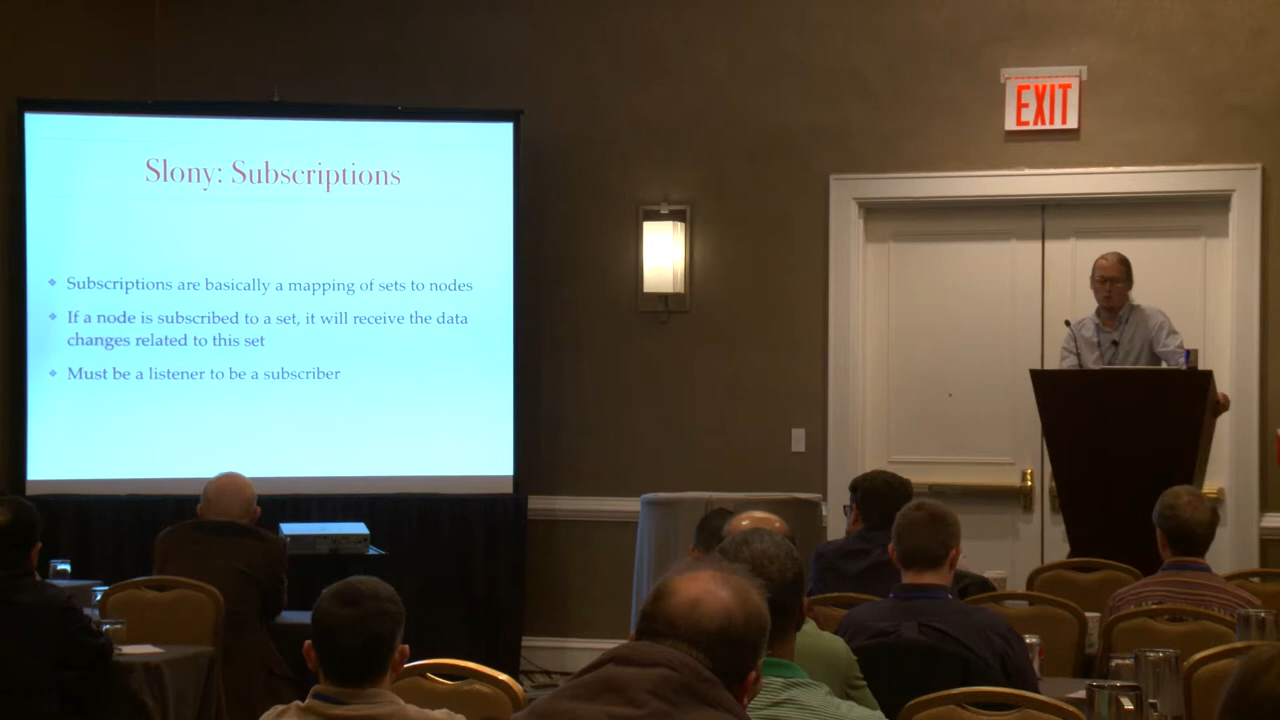 Slony: Subscriptions
Subscriptions are basically a mapping of sets to nodes
If a node is subscribed to a set, it will receive the data
changes related to this set
Must be a listener to be a subscriber
EXIT